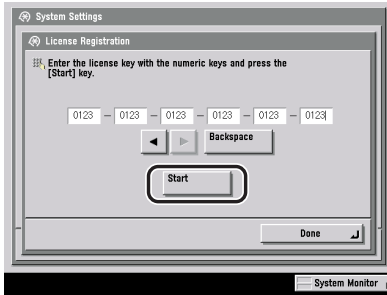 System Settings
License Registration
Enter the license key with the numeric keys and press the
[Start] key.
0123 – 0123 – 0123 – 0123 – 0123 – 0123
Backspace
Start
Done
System Monitor